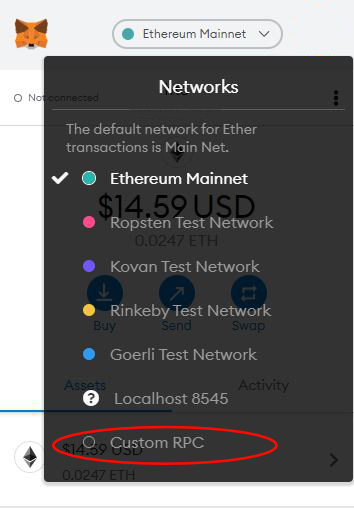 Ethereum Mainnet
Networks
Not connected
The default network for Ether
transactions is Main Net.
Ethereum Mainnet
$14.59 USD
Ropsten Test Network
0.0247 ETH
Kovan Test Network
Rinkeby Test Network
Buy
Send
Swap
Goerli Test Network
Assets
Activity
? Localhost 8545
Custom RPC
$14.59 USD
0.0247 ETH